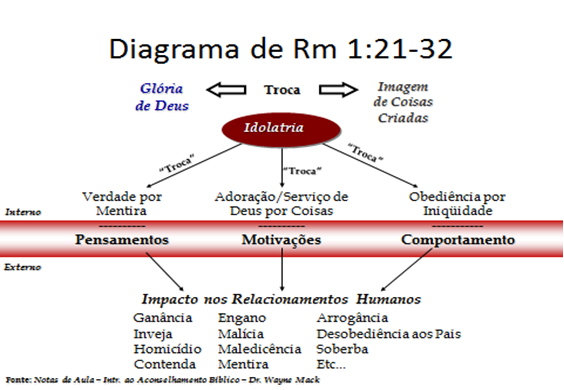 Diagrama de Rm 1:21-32
Glória
de Deus
Troca
Imagem
de Coisas
Criadas
Idolatria
"Troca"
"Troca"
"Troca"
Verdade por
Mentira
Adoração/Serviço de
Deus por Coisas
Obediência por
Iniqüidade
Interno
----------
----------
-----------
Pensamentos
Motivações
Comportamento
Externo
Impacto nos Relacionamentos Humanos
Ganância
Engano
Arrogância
Inveja
Malícia
Desobediência aos Pais
Homicídio
Maledicência
Soberba
Contenda
Mentira
Etc...
Fonte: Notas de Aula – Intr. ao Aconselhamento Bíblico – Dr. Wayne Mack